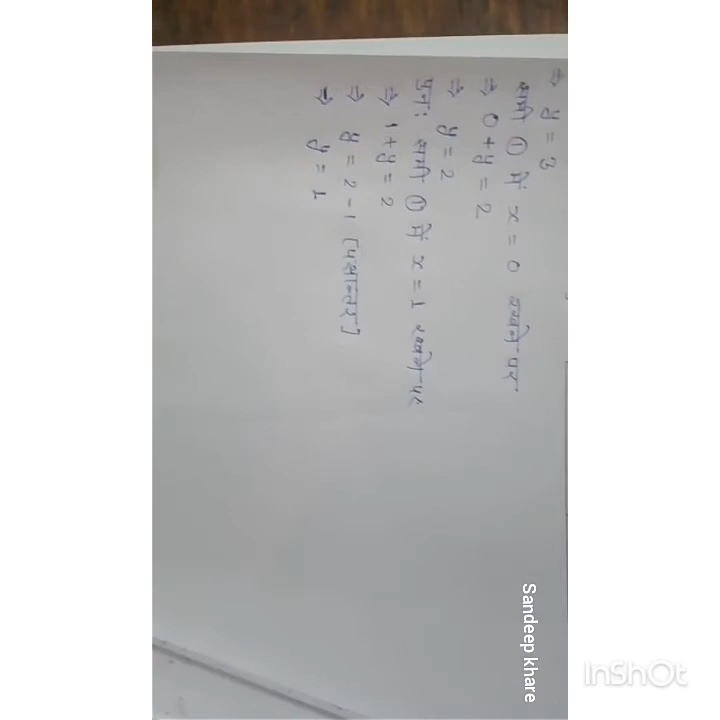 ⇒ y = 3
समी ① में x = 0 रखने पर
⇒ 0 + y = 2
⇒ y = 2
पुनः समी ① में x = 1 रखने पर
⇒ 1 + y = 2
⇒ y = 2 - 1 [पक्षान्तर]
⇒ y = 1
Sandeep khare
InShOt